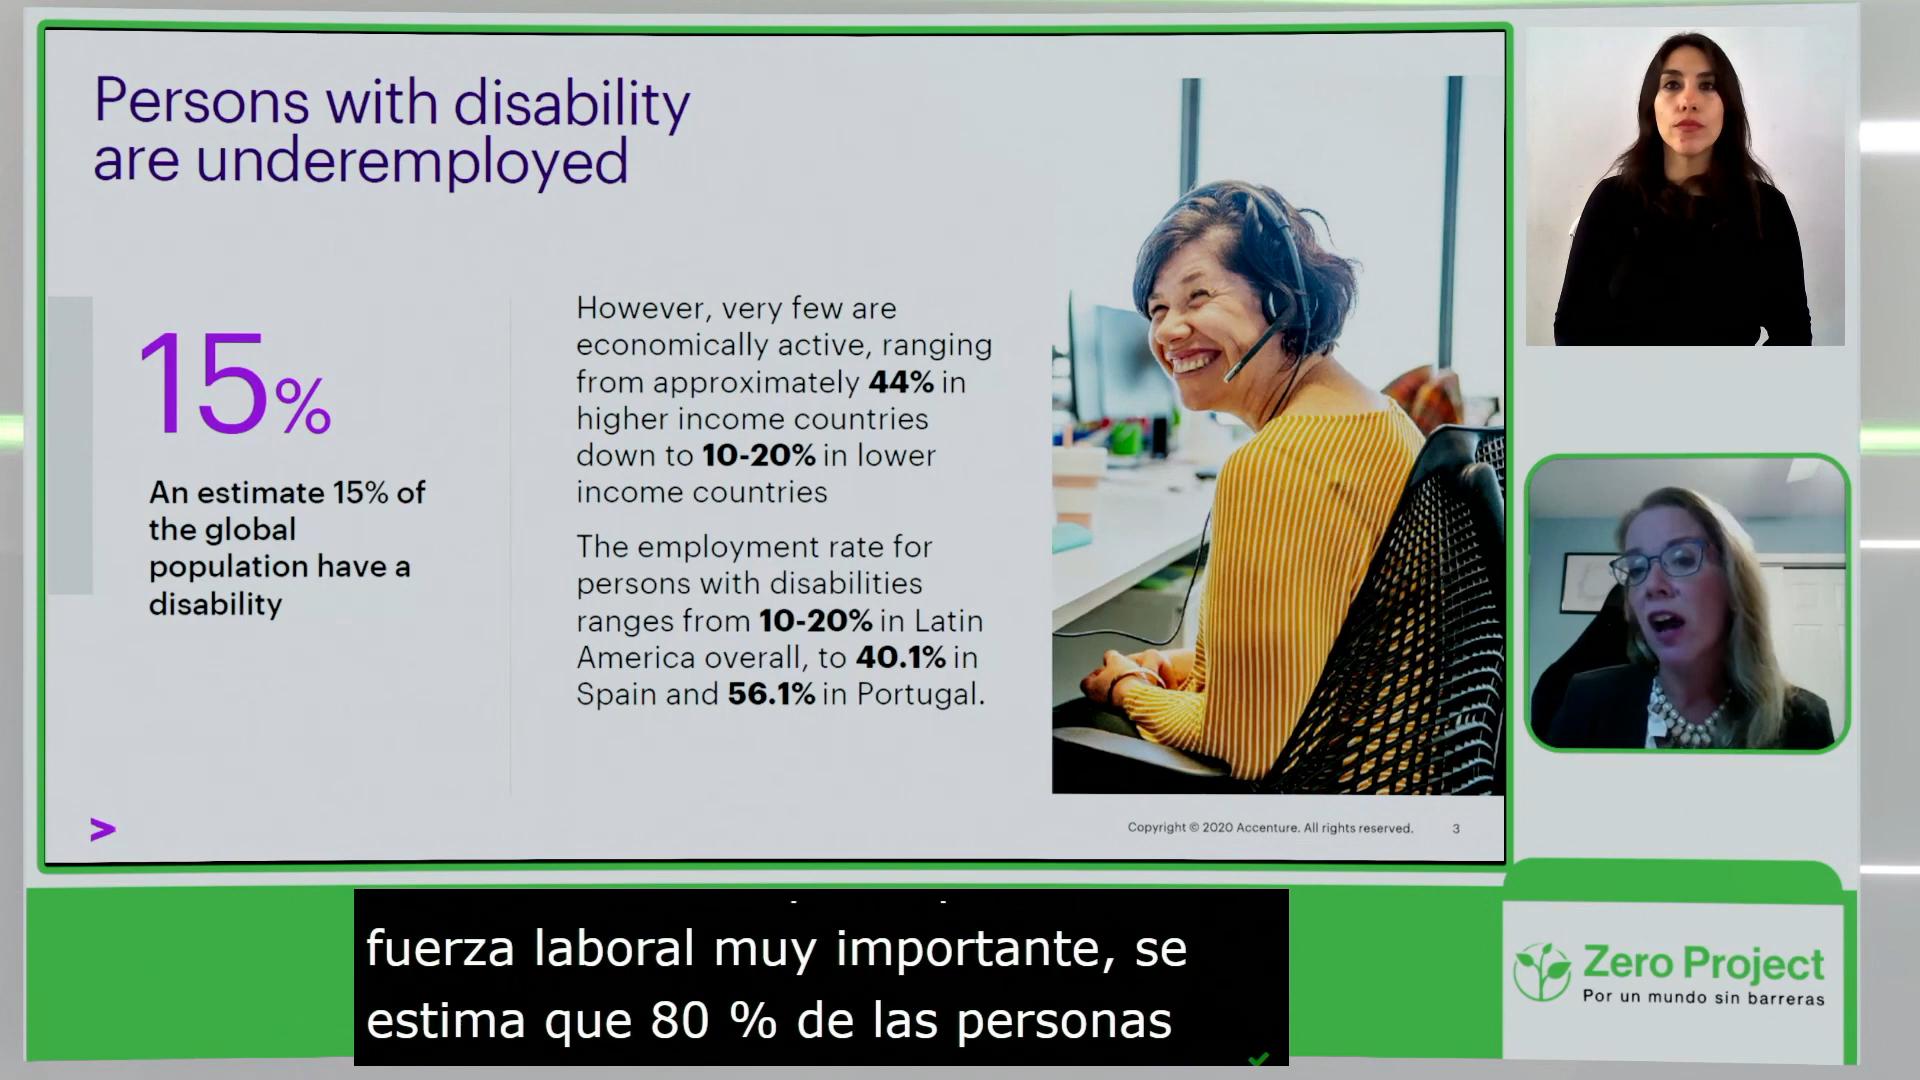 Persons with disability
are underemployed
15%
An estimate 15% of
the global
population have a
disability
However, very few are
economically active, ranging
from approximately 44% in
higher income countries
down to 10-20% in lower
income countries
The employment rate for
persons with disabilities
ranges from 10-20% in Latin
America overall, to 40.1% in
Spain and 56.1% in Portugal.
Copyright © 2020 Accenture. All rights reserved. 3
fuerza laboral muy importante, se
estima que 80 % de las personas
Zero Project
Por un mundo sin barreras